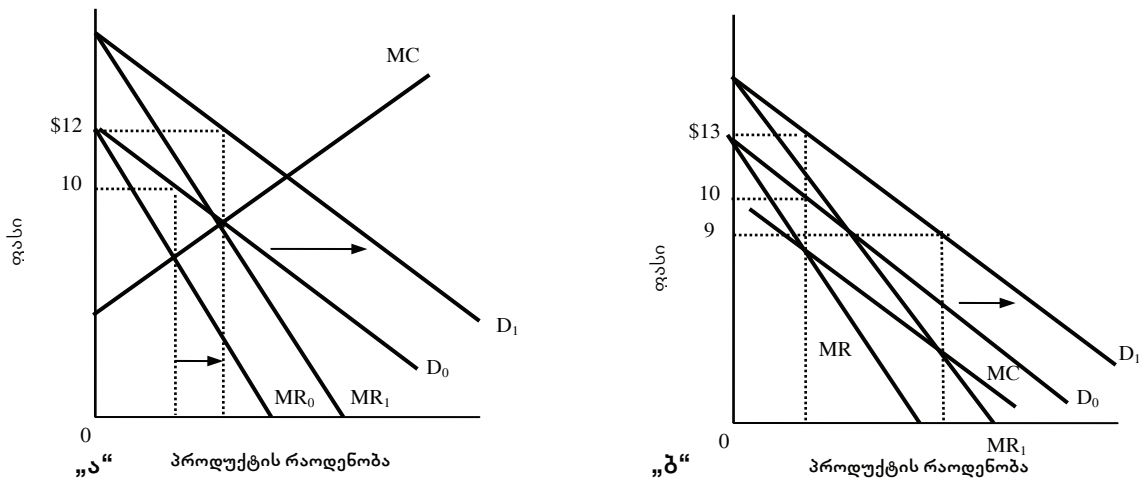 MC
$12
10
ფასი
D₁
D₀
MR₀
MR₁
0
„ა“
პროდუქტის რაოდენობა
$13
10
9
ფასი
D₁
MR
MC
D₀
0
MR₁
„ბ“
პროდუქტის რაოდენობა